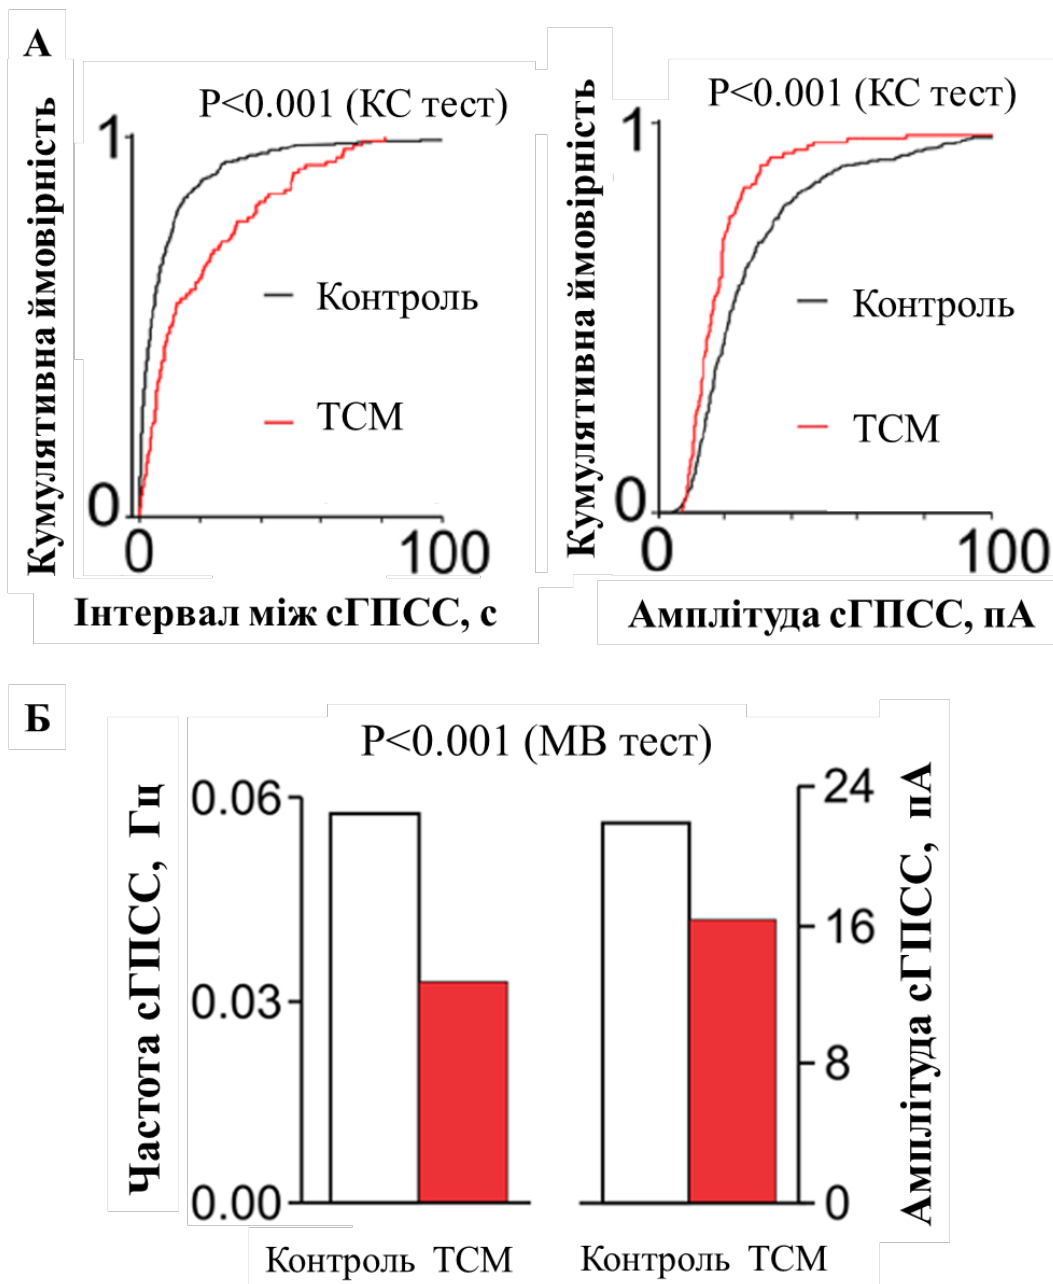 А
P<0.001 (КС тест)
Кумулятивна ймовірність
1
0
Контроль
ТСМ
0
100
Інтервал між сГПСС, с
P<0.001 (КС тест)
Кумулятивна ймовірність
1
0
Контроль
ТСМ
0
100
Амплітуда сГПСС, пА
Б
P<0.001 (МВ тест)
Частота сГПСС, Гц
0.06
0.03
0.00
Контроль ТСМ
24
16
8
0
Амплітуда сГПСС, пА
Контроль ТСМ